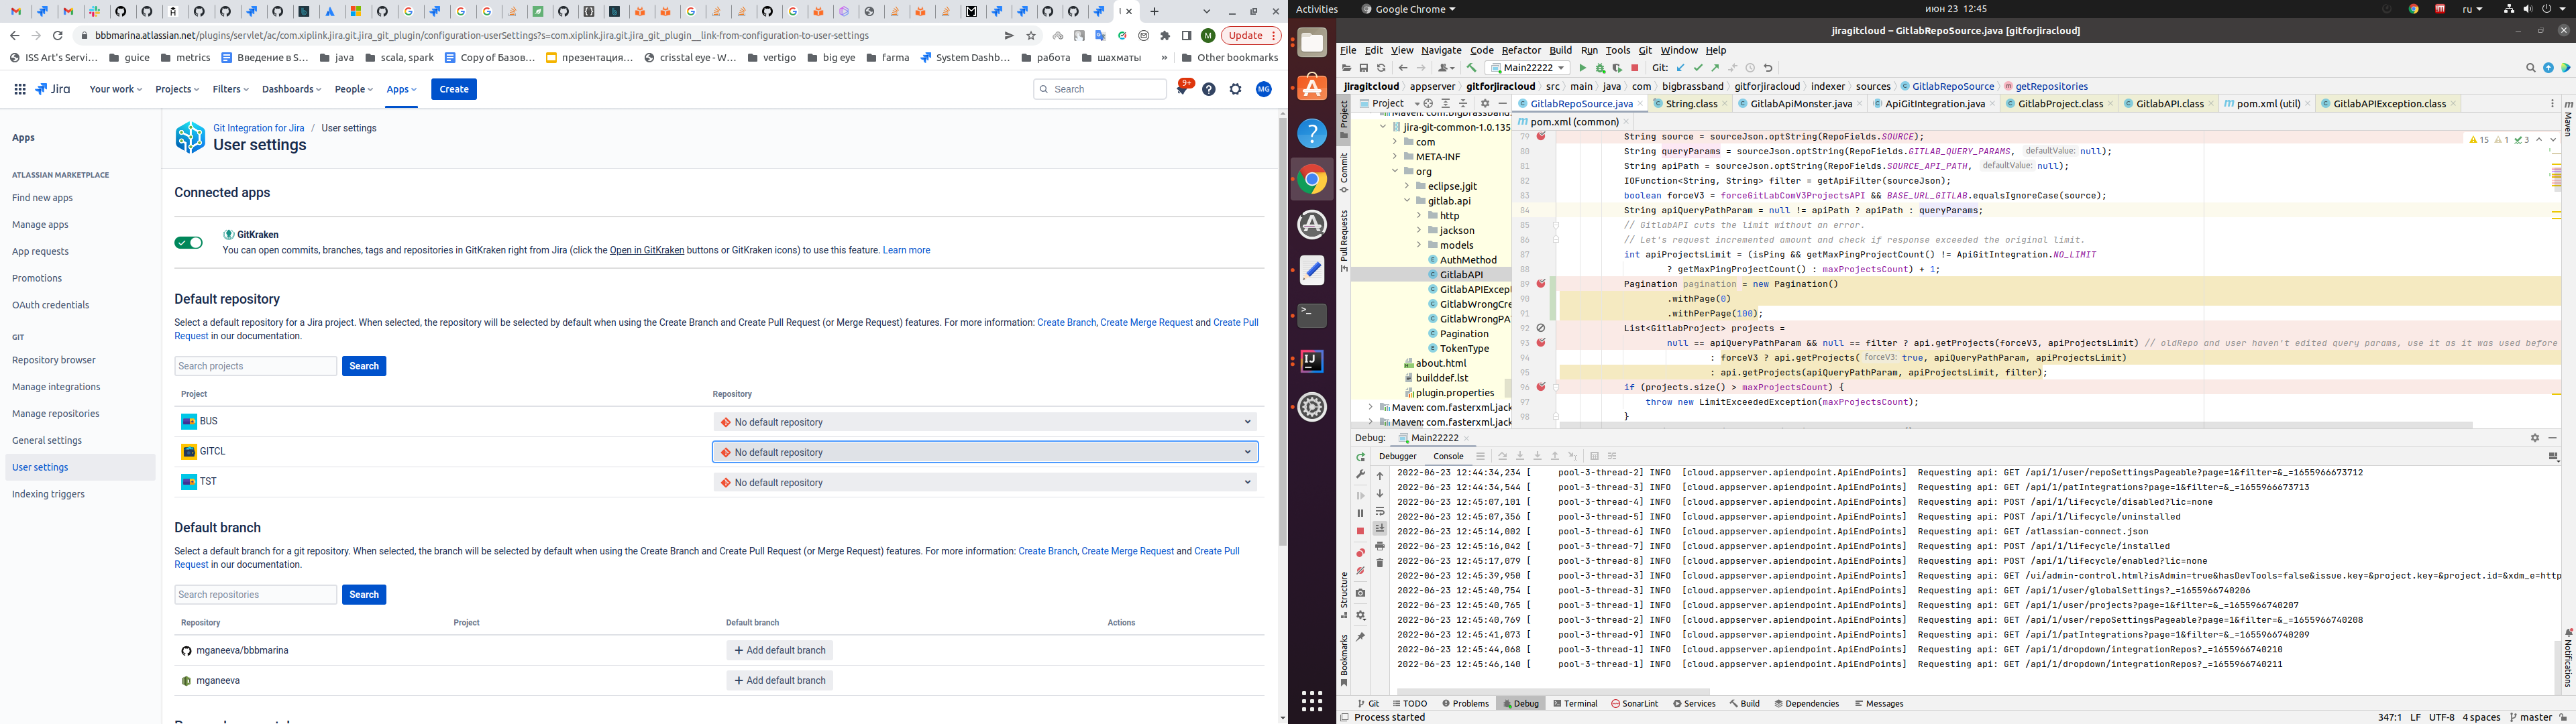 bbbmarina.atlassian.net/plugins/servlet/ac/com.xiplink.jira.git.jira_git_plugin/configuration-userSettings?s=com.xiplink.jira.git.jira_git_plugin__link-from-configuration-to-user-settings
Update
ISS Art's Servi… guice metrics Введение в S… java scala, spark Copy of Базов… презентация… crisstal eye - W… vertigo big eye farma System Dashb… работа шахматы » Other bookmarks
Jira Your work Projects Filters Dashboards People Apps Create Search 9+ MG
Apps
ATLASSIAN MARKETPLACE
Find new apps
Manage apps
App requests
Promotions
OAuth credentials
GIT
Repository browser
Manage integrations
Manage repositories
General settings
User settings
Indexing triggers
Git Integration for Jira / User settings
User settings
Connected apps
GitKraken
You can open commits, branches, tags and repositories in GitKraken right from Jira (click the Open in GitKraken buttons or GitKraken icons) to use this feature. Learn more
Default repository
Select a default repository for a Jira project. When selected, the repository will be selected by default when using the Create Branch and Create Pull Request (or Merge Request) features. For more information: Create Branch, Create Merge Request and Create Pull
Request in our documentation.
Search projects Search
Project Repository
BUS No default repository
GITCL No default repository
TST No default repository
Default branch
Select a default branch for a git repository. When selected, the branch will be selected by default when using the Create Branch and Create Pull Request (or Merge Request) features. For more information: Create Branch, Create Merge Request and Create Pull
Request in our documentation.
Search repositories Search
Repository Project Default branch Actions
mganeeva/bbbmarina + Add default branch
mganeeva + Add default branch
Activities Google Chrome июн 23 12:45 ru
jiragitcloud – GitlabRepoSource.java [gitforjiracloud]
File Edit View Navigate Code Refactor Build Run Tools Git Window Help
Main22222 Git:
jiragitcloud appserver gitforjiracloud src main java com bigbrassband gitforjiracloud indexer sources GitlabRepoSource getRepositories
Project GitlabRepoSource.java String.class GitlabApiMonster.java ApiGitIntegration.java GitlabProject.class GitlabAPI.class pom.xml (util) GitlabAPIException.class
pom.xml (common)
Project
Commit
Pull Requests
Structure
Bookmarks
Maven
Notifications
jira-git-common-1.0.135
com
META-INF
org
eclipse.jgit
gitlab.api
http
jackson
models
AuthMethod
GitlabAPI
GitlabAPIExcept
GitlabWrongCre
GitlabWrongPA
Pagination
TokenType
about.html
builddef.lst
plugin.properties
Maven: com.fasterxml.jack
Maven: com.fasterxml.jack
15 1 3
79 String source = sourceJson.optString(RepoFields.SOURCE);
80 String queryParams = sourceJson.optString(RepoFields.GITLAB_QUERY_PARAMS, defaultValue: null);
81 String apiPath = sourceJson.optString(RepoFields.SOURCE_API_PATH, defaultValue: null);
82 IOFunction<String, String> filter = getApiFilter(sourceJson);
83 boolean forceV3 = forceGitLabComV3ProjectsAPI && BASE_URL_GITLAB.equalsIgnoreCase(source);
84 String apiQueryPathParam = null != apiPath ? apiPath : queryParams;
85 // GitlabAPI cuts the limit without an error.
86 // Let's request incremented amount and check if response exceeded the original limit.
87 int apiProjectsLimit = (isPing && getMaxPingProjectCount() != ApiGitIntegration.NO_LIMIT
88 ? getMaxPingProjectCount() : maxProjectsCount) + 1;
89 Pagination pagination = new Pagination()
90 .withPage(0)
91 .withPerPage(100);
92 List<GitlabProject> projects =
93 null == apiQueryPathParam && null == filter ? api.getProjects(forceV3, apiProjectsLimit) // oldRepo and user haven't edited query params, use it as it was used before
94 : forceV3 ? api.getProjects( forceV3: true, apiQueryPathParam, apiProjectsLimit)
95 : api.getProjects(apiQueryPathParam, apiProjectsLimit, filter);
96 if (projects.size() > maxProjectsCount) {
97 throw new LimitExceededException(maxProjectsCount);
98 }
Debug: Main22222
Debugger Console
2022-06-23 12:44:34,234 [ pool-3-thread-2] INFO [cloud.appserver.apiendpoint.ApiEndPoints] Requesting api: GET /api/1/user/repoSettingsPageable?page=1&filter=&_=1655966673712
2022-06-23 12:44:34,544 [ pool-3-thread-3] INFO [cloud.appserver.apiendpoint.ApiEndPoints] Requesting api: GET /api/1/patIntegrations?page=1&filter=&_=1655966673713
2022-06-23 12:45:07,101 [ pool-3-thread-4] INFO [cloud.appserver.apiendpoint.ApiEndPoints] Requesting api: POST /api/1/lifecycle/disabled?lic=none
2022-06-23 12:45:07,356 [ pool-3-thread-5] INFO [cloud.appserver.apiendpoint.ApiEndPoints] Requesting api: POST /api/1/lifecycle/uninstalled
2022-06-23 12:45:14,002 [ pool-3-thread-6] INFO [cloud.appserver.apiendpoint.ApiEndPoints] Requesting api: GET /atlassian-connect.json
2022-06-23 12:45:16,042 [ pool-3-thread-7] INFO [cloud.appserver.apiendpoint.ApiEndPoints] Requesting api: POST /api/1/lifecycle/installed
2022-06-23 12:45:17,079 [ pool-3-thread-8] INFO [cloud.appserver.apiendpoint.ApiEndPoints] Requesting api: POST /api/1/lifecycle/enabled?lic=none
2022-06-23 12:45:39,950 [ pool-3-thread-3] INFO [cloud.appserver.apiendpoint.ApiEndPoints] Requesting api: GET /ui/admin-control.html?isAdmin=true&hasDevTools=false&issue.key=&project.key=&project.id=&xdm_e=http
2022-06-23 12:45:40,754 [ pool-3-thread-3] INFO [cloud.appserver.apiendpoint.ApiEndPoints] Requesting api: GET /api/1/user/globalSettings?_=1655966740206
2022-06-23 12:45:40,765 [ pool-3-thread-1] INFO [cloud.appserver.apiendpoint.ApiEndPoints] Requesting api: GET /api/1/user/projects?page=1&filter=&_=1655966740207
2022-06-23 12:45:40,769 [ pool-3-thread-2] INFO [cloud.appserver.apiendpoint.ApiEndPoints] Requesting api: GET /api/1/user/repoSettingsPageable?page=1&filter=&_=1655966740208
2022-06-23 12:45:41,073 [ pool-3-thread-9] INFO [cloud.appserver.apiendpoint.ApiEndPoints] Requesting api: GET /api/1/patIntegrations?page=1&filter=&_=1655966740209
2022-06-23 12:45:44,068 [ pool-3-thread-1] INFO [cloud.appserver.apiendpoint.ApiEndPoints] Requesting api: GET /api/1/dropdown/integrationRepos?_=1655966740210
2022-06-23 12:45:46,140 [ pool-3-thread-1] INFO [cloud.appserver.apiendpoint.ApiEndPoints] Requesting api: GET /api/1/dropdown/integrationRepos?_=1655966740211
Git TODO Problems Debug Terminal SonarLint Services Build Dependencies Messages
Process started 347:1 LF UTF-8 4 spaces master